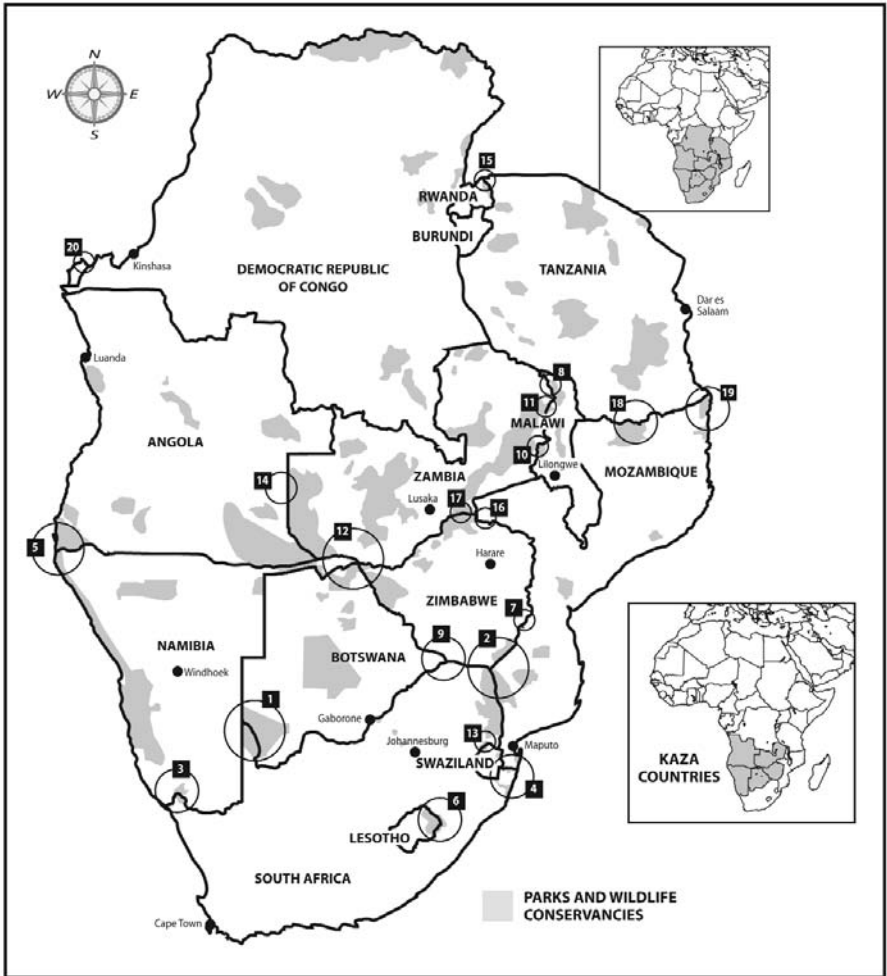 N
W E
S
15
RWANDA
BURUNDI
20
Kinshasa
DEMOCRATIC REPUBLIC
OF CONGO
TANZANIA
Dar es
Salaam
Luanda
8
11
MALAWI
18
19
ANGOLA
10
Lilongwe
MOZAMBIQUE
14
ZAMBIA
Lusaka
17
16
12
5
Harare
ZIMBABWE
7
NAMIBIA
Windhoek
BOTSWANA
9
2
1
Gaborone
Johannesburg
13
Maputo
SWAZILAND
3
4
6
LESOTHO
SOUTH AFRICA
Cape Town
KAZA
COUNTRIES
PARKS AND WILDLIFE
CONSERVANCIES